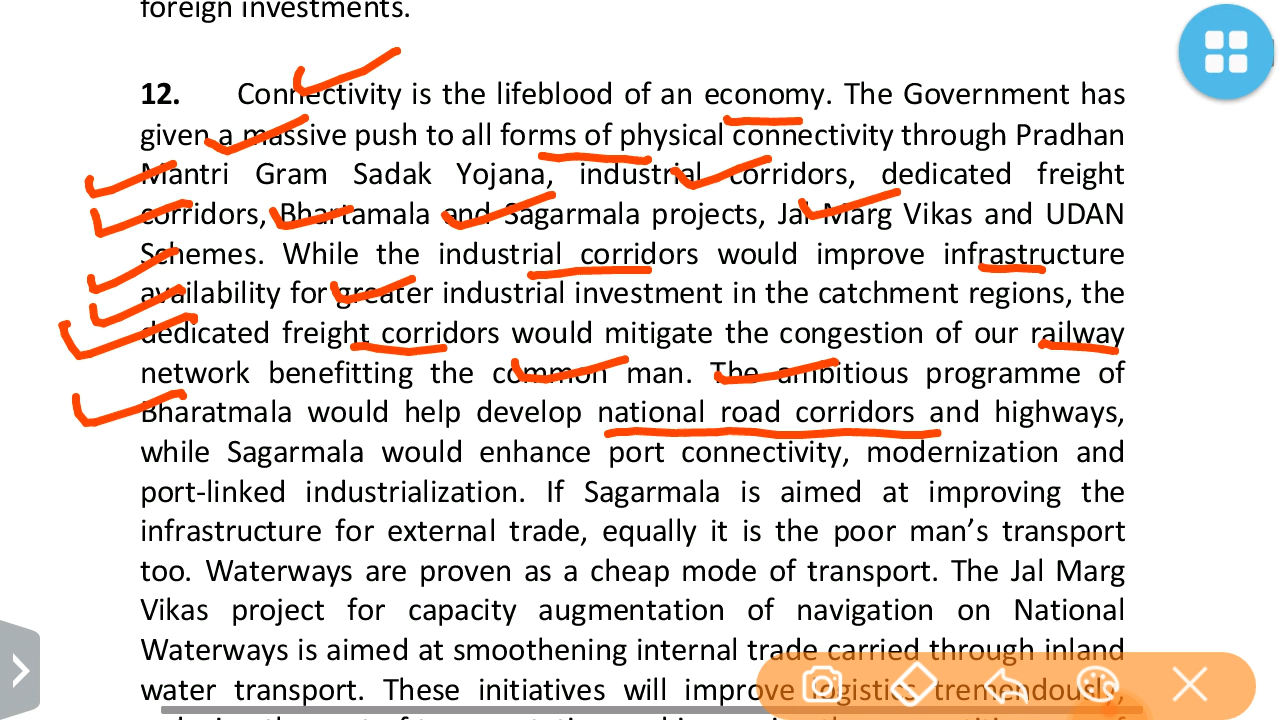 foreign investments.
12. Connectivity is the lifeblood of an economy. The Government has
given a massive push to all forms of physical connectivity through Pradhan
Mantri Gram Sadak Yojana, industrial corridors, dedicated freight
corridors, Bhartamala and Sagarmala projects, Jal Marg Vikas and UDAN
Schemes. While the industrial corridors would improve infrastructure
availability for greater industrial investment in the catchment regions, the
dedicated freight corridors would mitigate the congestion of our railway
network benefitting the common man. The ambitious programme of
Bharatmala would help develop national road corridors and highways,
while Sagarmala would enhance port connectivity, modernization and
port-linked industrialization. If Sagarmala is aimed at improving the
infrastructure for external trade, equally it is the poor man’s transport
too. Waterways are proven as a cheap mode of transport. The Jal Marg
Vikas project for capacity augmentation of navigation on National
Waterways is aimed at smoothening internal trade carried through inland
water transport. These initiatives will improve logistics tremendously,